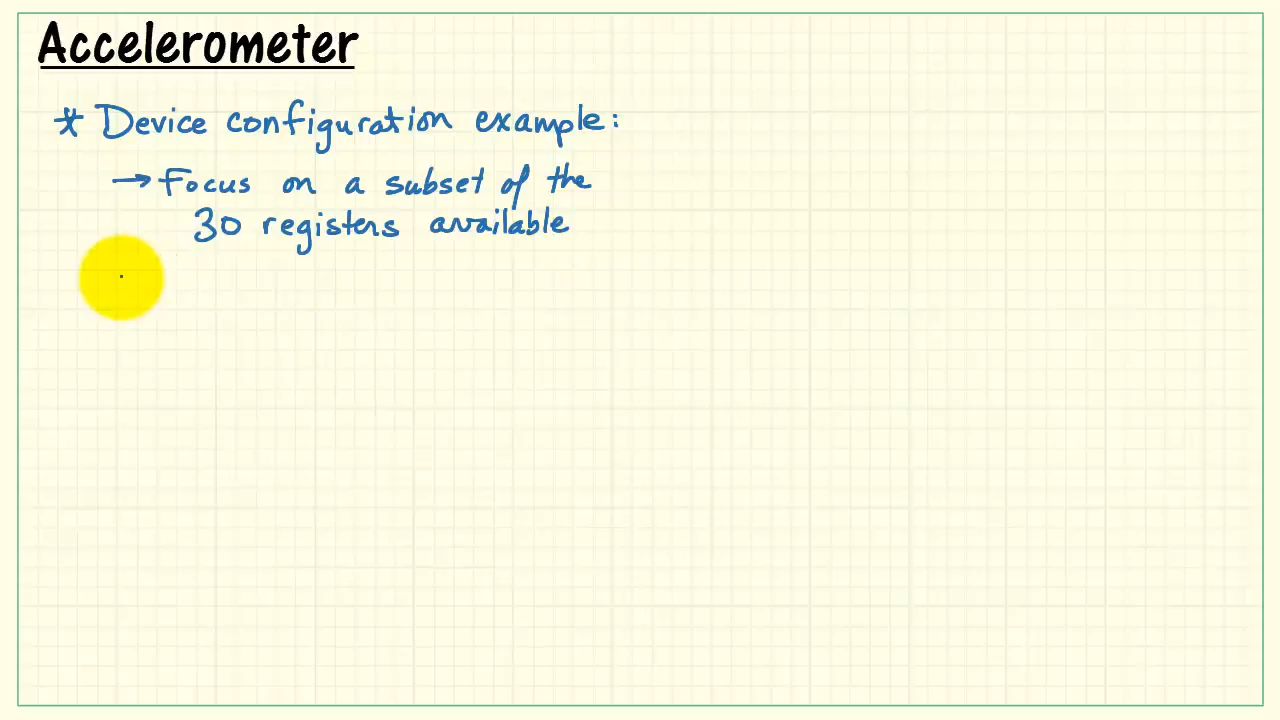 Accelerometer
* Device configuration example:
→ Focus on a subset of the
30 registers available